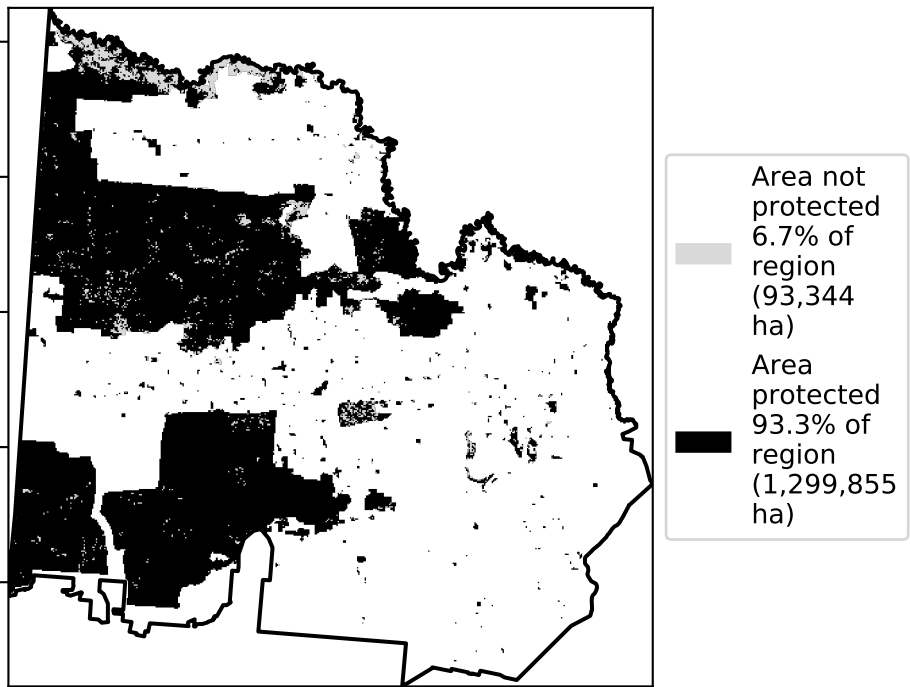 Area not
protected
6.7% of
region
(93,344
ha)
Area
protected
93.3% of
region
(1,299,855
ha)